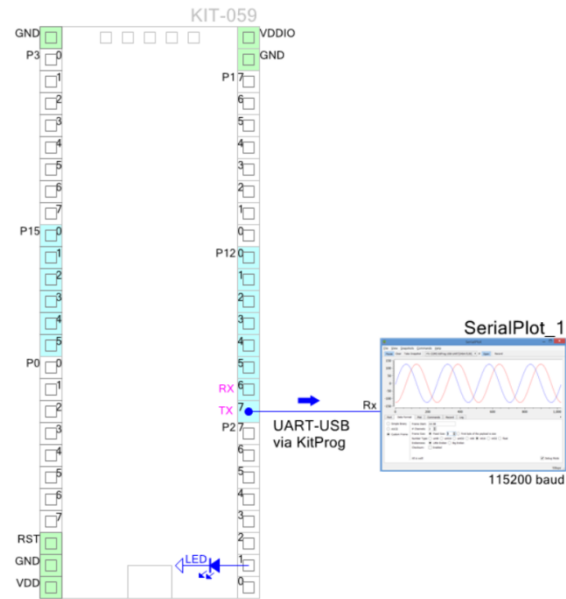 KIT-059
GND
VDDIO
P3 0
GND
1
P1 7
2
6
3
5
4
4
5
3
6
2
7
1
P15 0
0
1
P12 0
2
1
3
2
4
3
5
4
P0 0
5
1
RX 6
2
TX 7
3
P2 7
4
6
5
5
6
4
7
3
RST
2
GND
1
VDD
0
LED
UART-USB
via KitProg
Rx
SerialPlot_1
115200 baud